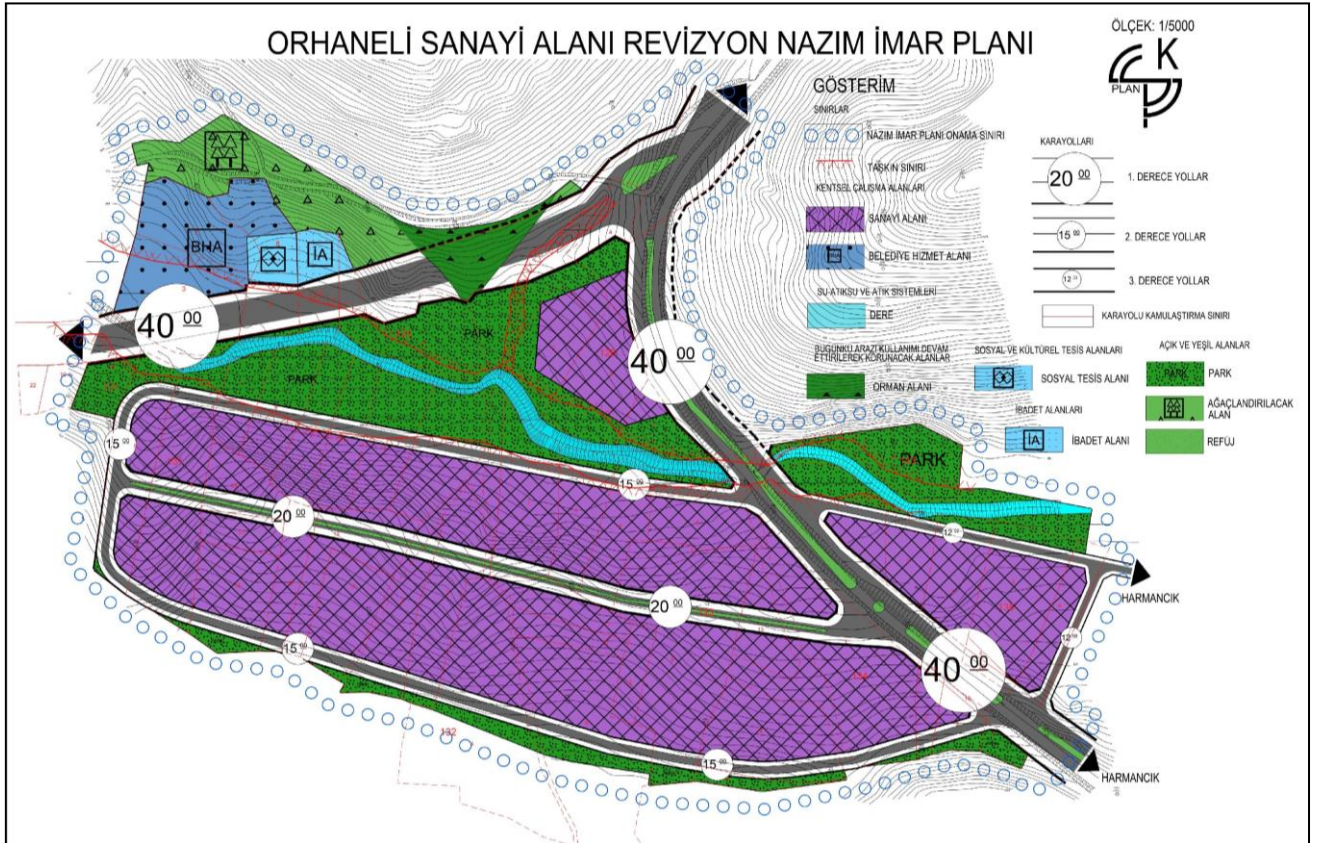 ORHANELİ SANAYİ ALANI REVİZYON NAZIM İMAR PLANI
ÖLÇEK: 1/5000
K
PLAN
GÖSTERİM
SINIRLAR
NAZIM İMAR PLANI ONAMA SINIRI
TAŞKIN SINIRI
KENTSEL ÇALIŞMA ALANLARI
SANAYİ ALANI
BELEDİYE HİZMET ALANI
SU-ATIKSU VE ATIK SİSTEMLERİ
DERE
BUGÜNKÜ ARAZİ KULLANIMI DEVAM
ETTİRİLEREK KORUNACAK ALANLAR
ORMAN ALANI
KARAYOLLARI
20 00
1. DERECE YOLLAR
15 00
2. DERECE YOLLAR
12 00
3. DERECE YOLLAR
KARAYOLU KAMULAŞTIRMA SINIRI
SOSYAL VE KÜLTÜREL TESİS ALANLARI
SOSYAL TESİS ALANI
İBADET ALANLARI
İA
İBADET ALANI
AÇIK VE YEŞİL ALANLAR
PARK
PARK
AĞAÇLANDIRILACAK
ALAN
REFÜJ
BHA
İA
40 00
PARK
PARK
40 00
PARK
15 00
15 00
20 00
12 00
HARMANCIK
20 00
15 00
12 00
40 00
132
15 00
HARMANCIK